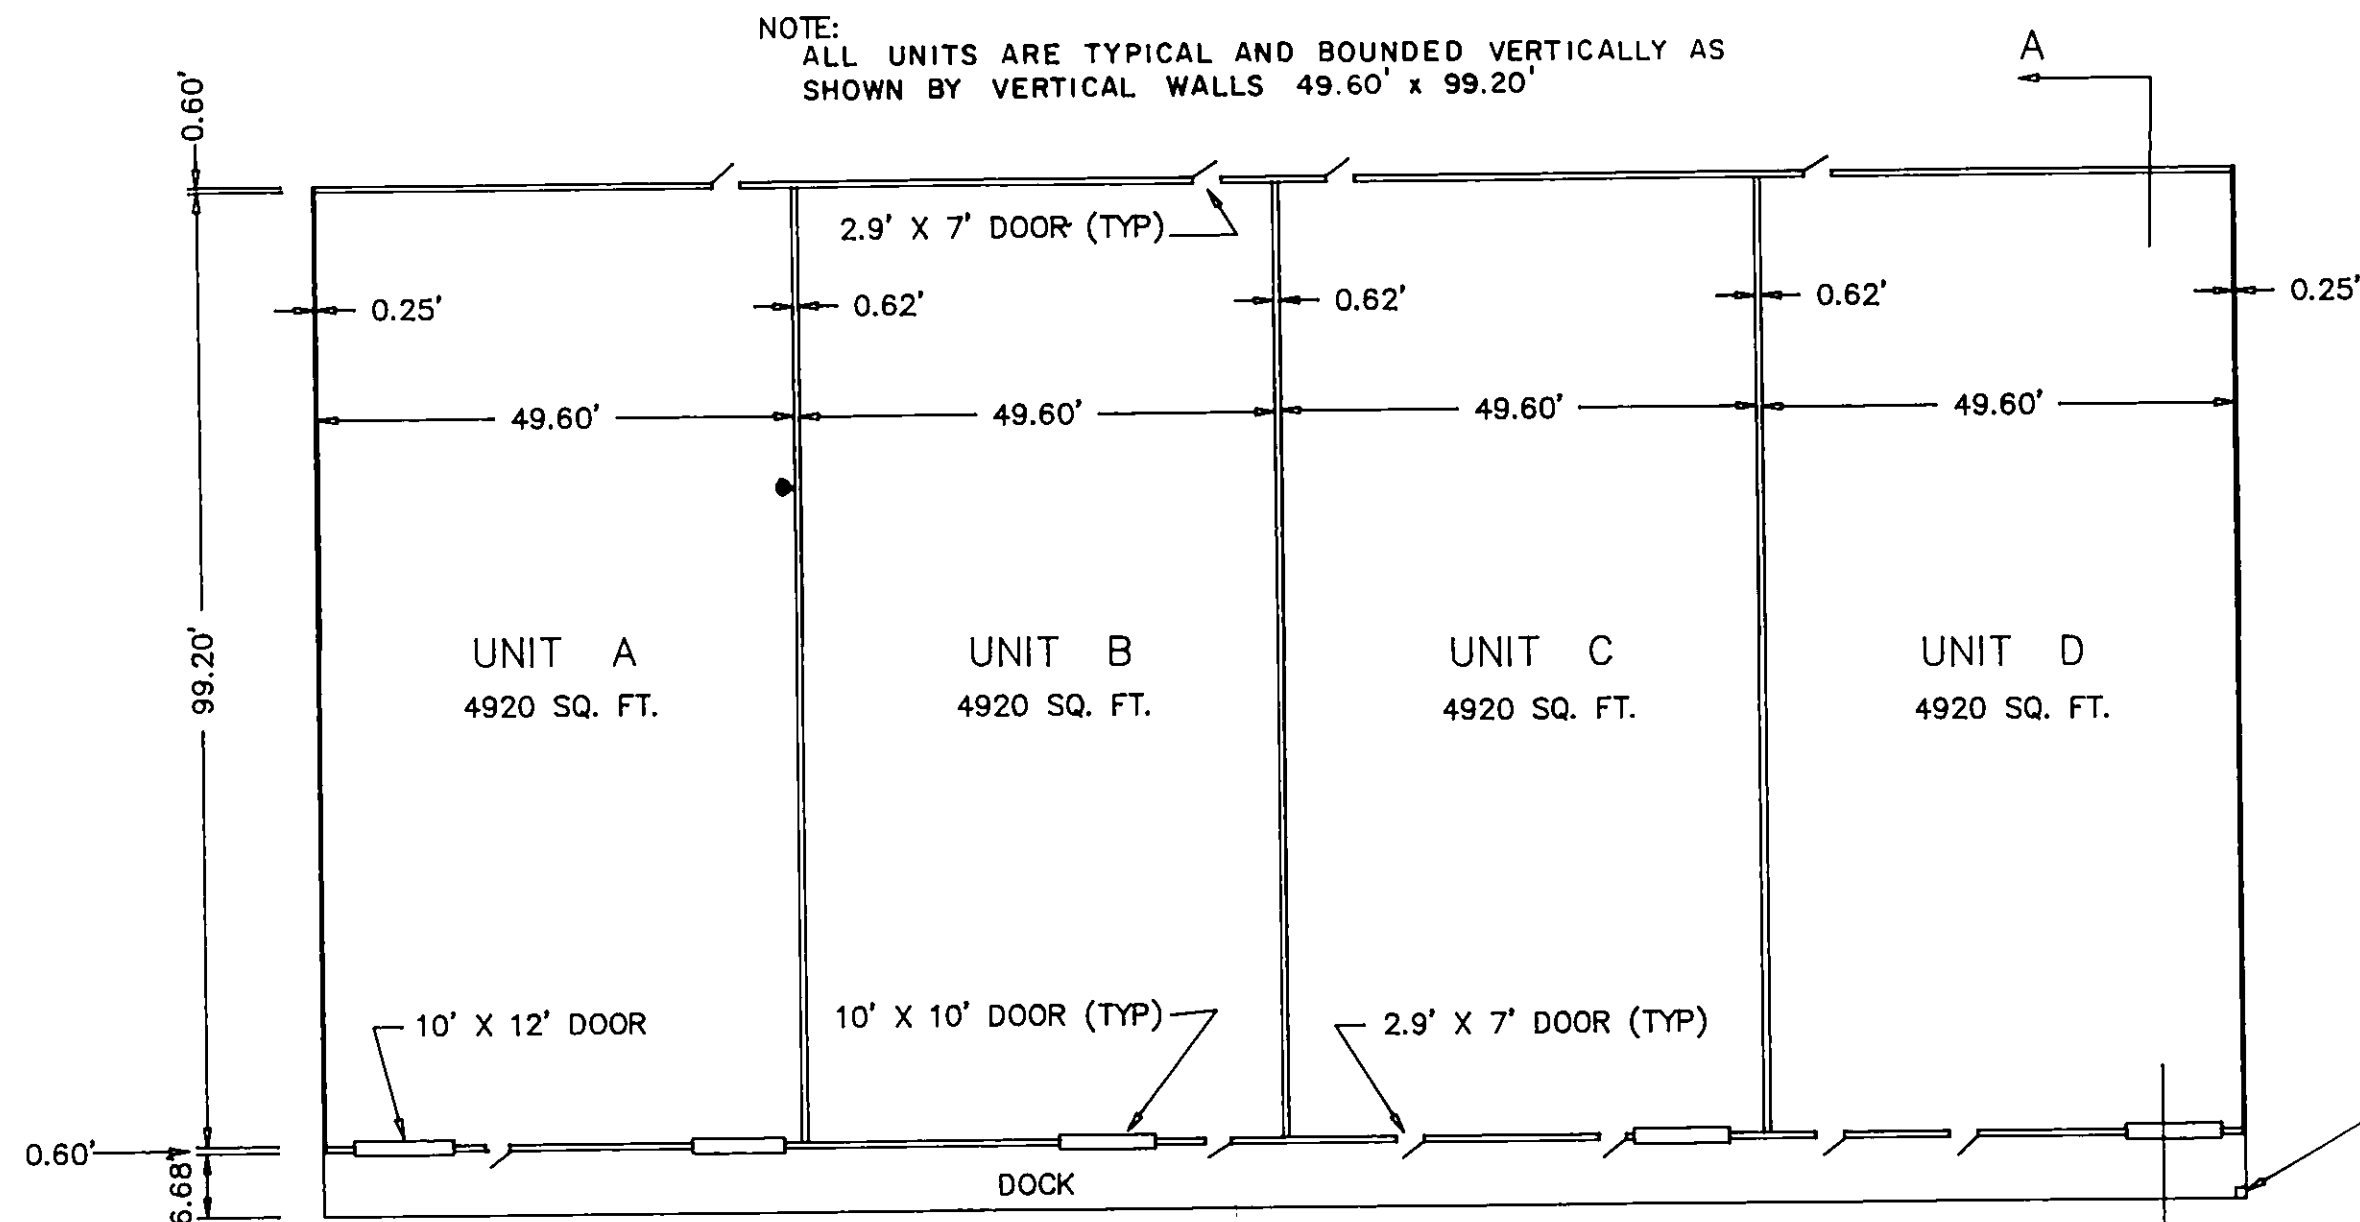 NOTE:
ALL UNITS ARE TYPICAL AND BOUNDED VERTICALLY AS
SHOWN BY VERTICAL WALLS 49.60' x 99.20'
A
0.60'
2.9' X 7' DOOR (TYP)
0.25'
0.62'
0.62'
0.62'
0.25'
49.60'
49.60'
49.60'
49.60'
99.20'
UNIT A
4920 SQ. FT.
UNIT B
4920 SQ. FT.
UNIT C
4920 SQ. FT.
UNIT D
4920 SQ. FT.
10' X 12' DOOR
10' X 10' DOOR (TYP)
2.9' X 7' DOOR (TYP)
0.60'
6.68'
DOCK